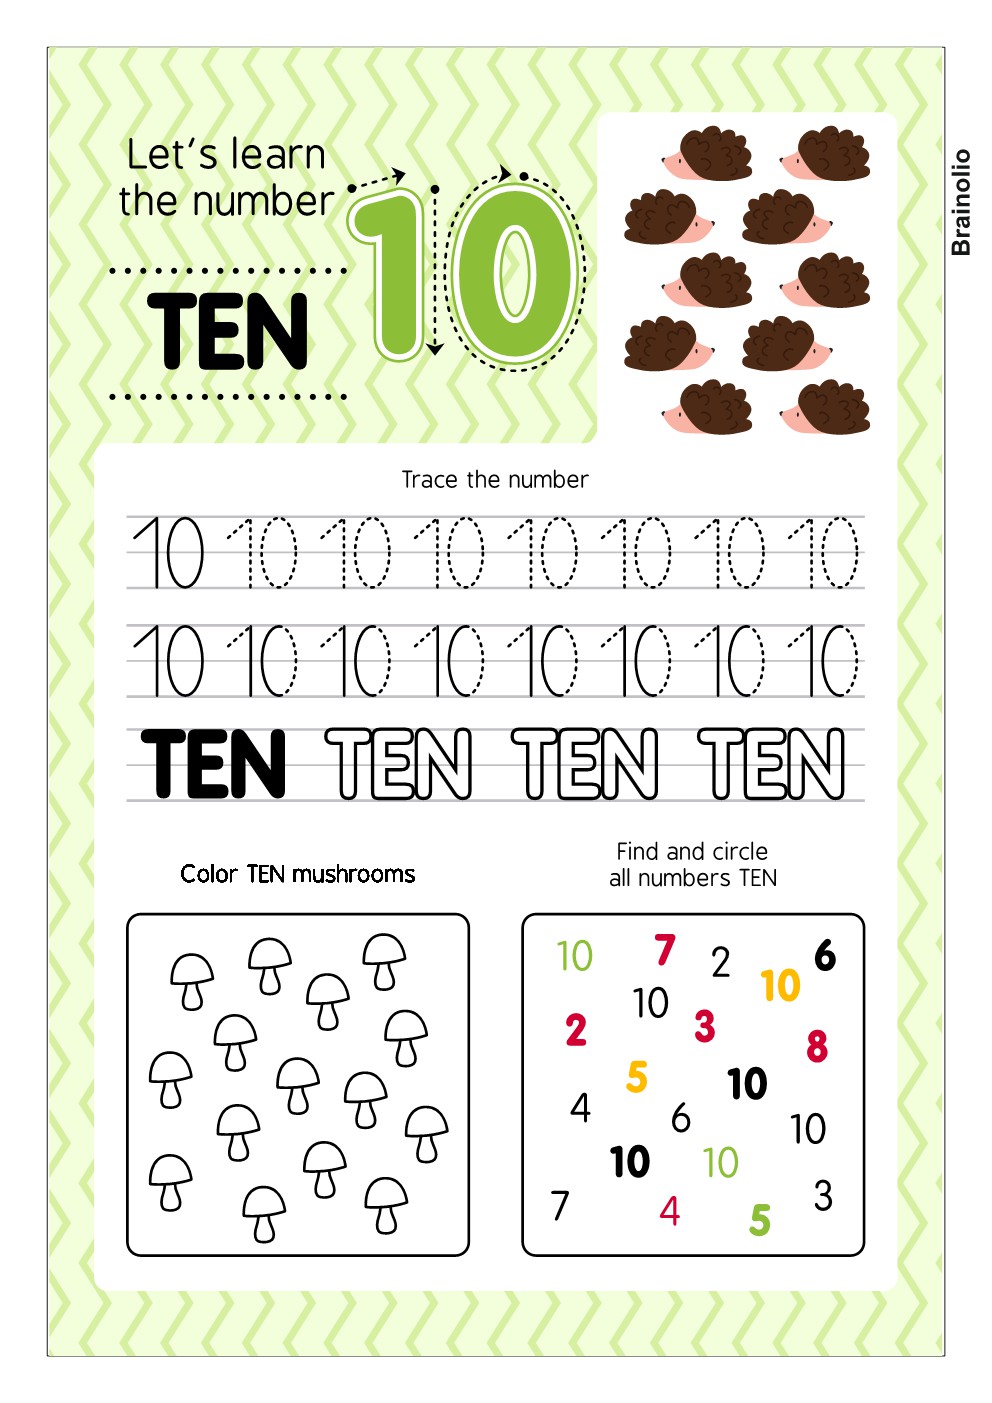 Let's learn
the number
10
TEN
Brainolio
Trace the number
10 10 10 10 10 10 10 10
10 10 10 10 10 10 10 10
TEN TEN TEN TEN
Color TEN mushrooms
Find and circle
all numbers TEN
10 7 2 6
10 10
2 3 8
5 10
4 6 10
10 10
7 4 5 3